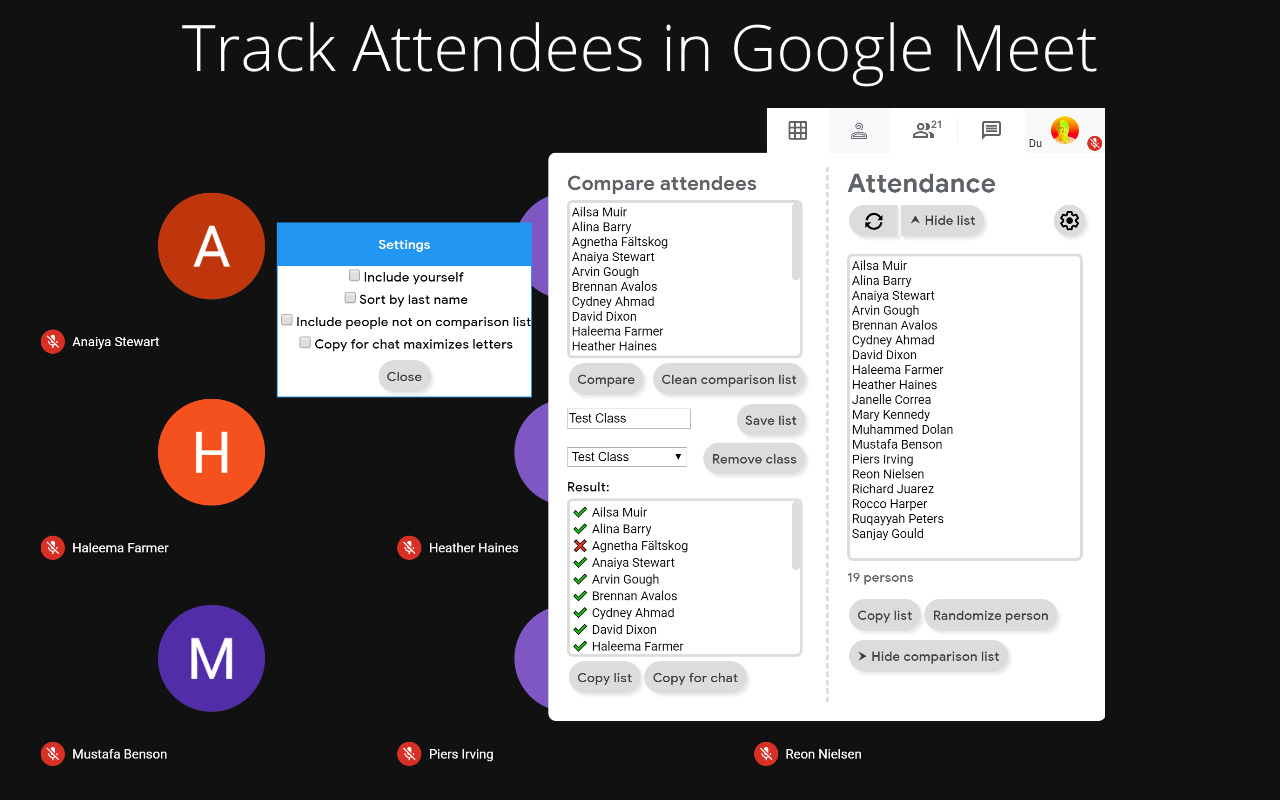 Track Attendees in Google Meet
21
Du
A
Anaiya Stewart
H
Haleema Farmer
Heather Haines
M
Mustafa Benson
Piers Irving
Reon Nielsen
Settings
Include yourself
Sort by last name
Include people not on comparison list
Copy for chat maximizes letters
Close
Compare attendees
Ailsa Muir
Alina Barry
Agnetha Fältskog
Anaiya Stewart
Arvin Gough
Brennan Avalos
Cydney Ahmad
David Dixon
Haleema Farmer
Heather Haines
Compare
Clean comparison list
Test Class
Save list
Test Class
Remove class
Result:
Ailsa Muir
Alina Barry
Agnetha Fältskog
Anaiya Stewart
Arvin Gough
Brennan Avalos
Cydney Ahmad
David Dixon
Haleema Farmer
Copy list
Copy for chat
Attendance
Hide list
Ailsa Muir
Alina Barry
Anaiya Stewart
Arvin Gough
Brennan Avalos
Cydney Ahmad
David Dixon
Haleema Farmer
Heather Haines
Janelle Correa
Mary Kennedy
Muhammed Dolan
Mustafa Benson
Piers Irving
Reon Nielsen
Richard Juarez
Rocco Harper
Ruqayyah Peters
Sanjay Gould
19 persons
Copy list
Randomize person
Hide comparison list